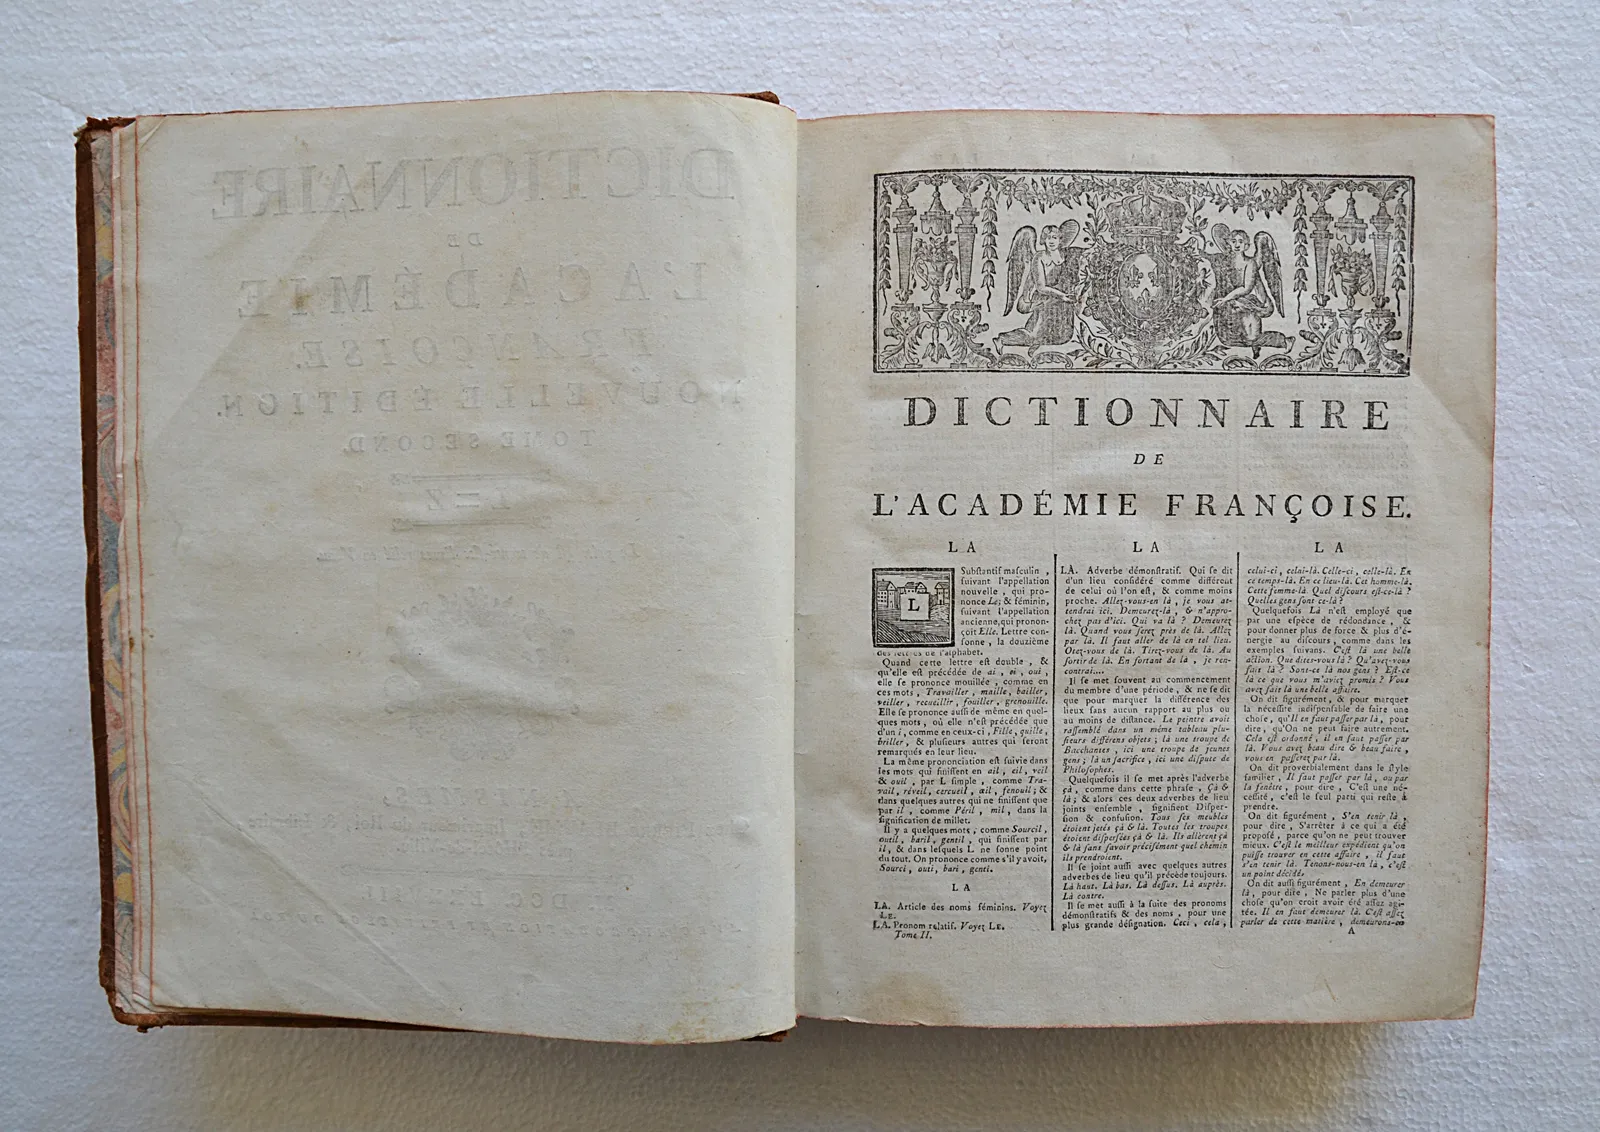 DICTIONNAIRE
DE
L'ACADÉMIE
FRANÇOISE.
NOUVELLE ÉDITION.
TOME SECOND.
L=Z
DICTIONNAIRE
DE
L'ACADÉMIE FRANÇOISE.
LA
L
Subſtantif maſculin,
ſuivant l'appellation
nouvelle, qui pro-
nonce Le; & féminin,
ſuivant l'appellation
ancienne, qui pronon-
çoit Elle. Lettre con-
ſonne, la douzième
des lettres de l'alphabet.
Quand cette lettre eſt double, &
qu'elle eſt précédée de ai, ei, oui,
elle ſe prononce mouillée, comme en
ces mots, Travailler, maille, bailler,
veiller, recueillir, fouiller, grenouille.
Elle ſe prononce auſſi de même en quel-
ques mots, où elle n'eſt précédée que
d'un i, comme en ceux-ci, Fille, quille,
briller, & pluſieurs autres qui ſeront
remarqués en leur lieu.
La même prononciation eſt ſuivie dans
les mots qui finiſſent en ail, eil, ueil
& ouil, par L ſimple, comme Tra-
vail, réveil, cercueil, œil, fenouil; &
dans quelques autres qui ne finiſſent que
par il, comme Péril, mil, dans la
ſignification de millet.
Il y a quelques mots, comme Sourcil,
outil, baril, gentil, qui finiſſent par
il, & dans leſquels L ne ſonne point
du tout. On prononce comme s'il y avoit,
Sourci, outi, bari, genti.
LA
LA. Article des noms féminins. Voyez
LE.
LA. Pronom relatif. Voyez LE.
Tome II.
LA
LÀ. Adverbe démonſtratif. Qui ſe dit
d'un lieu conſidéré comme différent
de celui où l'on eſt, & comme moins
proche. Allez-vous-en là, je vous at-
tendrai ici. Demeurez-là, & n'appro-
chez pas d'ici. Qui va là? Demeurez
là. Quand vous ſerez près de là. Allez
par là. Il faut aller de là en tel lieu.
Otez-vous de là. Tirez-vous de là. Au
ſortir de là. En ſortant de là, je ren-
contrai....
Il ſe met ſouvent au commencement
du membre d'une période, & ne ſe dit
que pour marquer la différence des
lieux ſans aucun rapport au plus ou
au moins de diſtance. Le peintre avoit
raſſemblé dans un même tableau plu-
ſieurs différens objets; là une troupe de
Bacchantes, ici une troupe de jeunes
gens; là un ſacrifice, ici une diſpute de
Philoſophes.
Quelquefois il ſe met après l'adverbe
çà, comme dans cette phraſe, Çà &
là; & alors ces deux adverbes de lieu
joints enſemble, ſignifient Diſper-
ſion & confuſion. Tous ſes meubles
étoient jetés çà & là. Toutes les troupes
étoient diſperſées çà & là. Ils allèrent çà
& là ſans ſavoir préciſément quel chemin
ils prendroient.
Il ſe joint auſſi avec quelques autres
adverbes de lieu qu'il précède toujours.
Là haut. Là bas. Là deſſus. Là auprès.
Là contre.
Il ſe met auſſi à la ſuite des pronoms
démonſtratifs & des noms, pour une
plus grande déſignation. Ceci, cela,
LA
celui-ci, celui-là. Celle-ci, celle-là. En
ce temps-là. En ce lieu-là. Cet homme-là.
Cette femme-là. Quel diſcours eſt-ce-là?
Quelles gens ſont ce-là?
Quelquefois Là n'eſt employé que
par une eſpèce de rédondance, &
pour donner plus de force & plus d'é-
nergie au diſcours, comme dans les
exemples ſuivans. C'eſt là une belle
action. Que dites-vous là? Qu'avez-vous
fait là? Sont-ce là nos gens? Eſt-ce
là ce que vous m'aviez promis? Vous
avez fait là une belle affaire.
On dit figurément, & pour marquer
la néceſſité indiſpenſable de faire une
choſe, qu'Il en faut paſſer par là, pour
dire, qu'On ne peut faire autrement.
Cela eſt ordonné, il en faut paſſer par
là. Vous avez beau dire & beau faire,
vous en paſſerez par là.
On dit proverbialement dans le ſtyle
familier, Il faut paſſer par là, ou par
la fenêtre, pour dire, C'eſt une né-
ceſſité, c'eſt le ſeul parti qui reſte à
prendre.
On dit figurément, S'en tenir là,
pour dire, S'arrêter à ce qui a été
propoſé, parce qu'on ne peut trouver
mieux. C'eſt le meilleur expédient qu'on
puiſſe trouver en cette affaire, il faut
s'en tenir là. Tenons-nous-en là, c'eſt
un point décidé.
On dit auſſi figurément, En demeurer
là, pour dire, Ne parler plus d'une
choſe qu'on croit avoir été aſſez agi-
tée. Il en faut demeurer là. C'eſt aſſez
parler de cette matière, demeurons-en
A